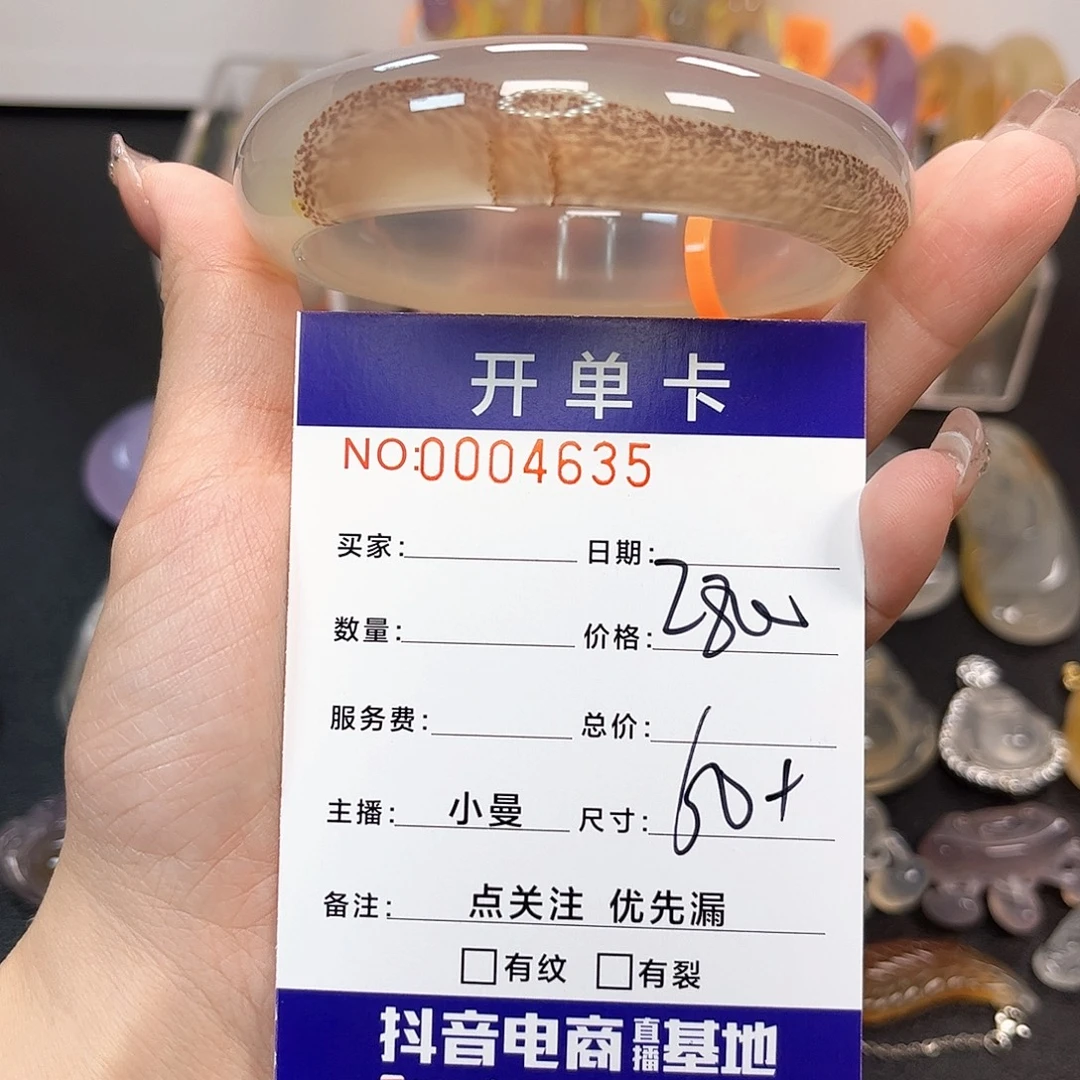 开单卡
NO:0004635
买家: 日期:
数量: 价格: 28w
服务费: 总价:
主播: 小曼 尺寸: 60+
备注: 点关注 优先漏
□有纹 □有裂
抖音电商直播基地